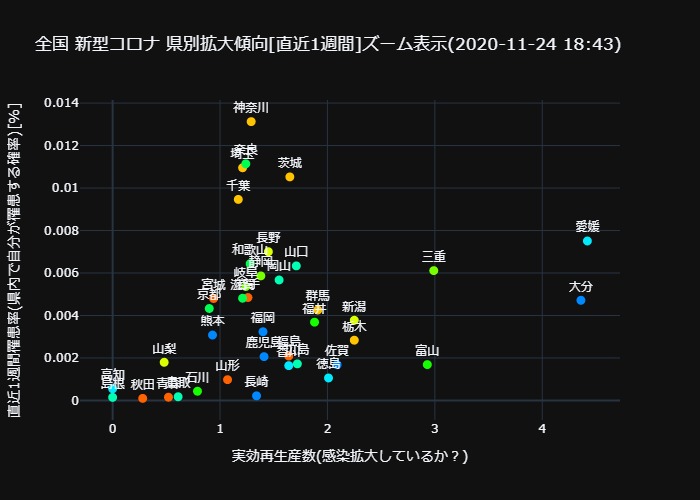 全国 新型コロナ 県別拡大傾向[直近1週間]ズーム表示(2020-11-24 18:43)
直近1週間罹患率(県内で自分が罹患する確率)[%]
0.014
0.012
0.01
0.008
0.006
0.004
0.002
0
神奈川
奈良
埼玉
茨城
千葉
愛媛
長野
和歌山
山口
静岡
岡山
三重
岐阜
宮城
滋賀
岩手
京都
大分
群馬
福井
新潟
熊本
福岡
栃木
鹿児島
福島
山梨
佐賀
富山
徳島
山形
高知
島根
秋田
青森
鳥取
石川
長崎
0
1
2
3
4
実効再生産数(感染拡大しているか？)